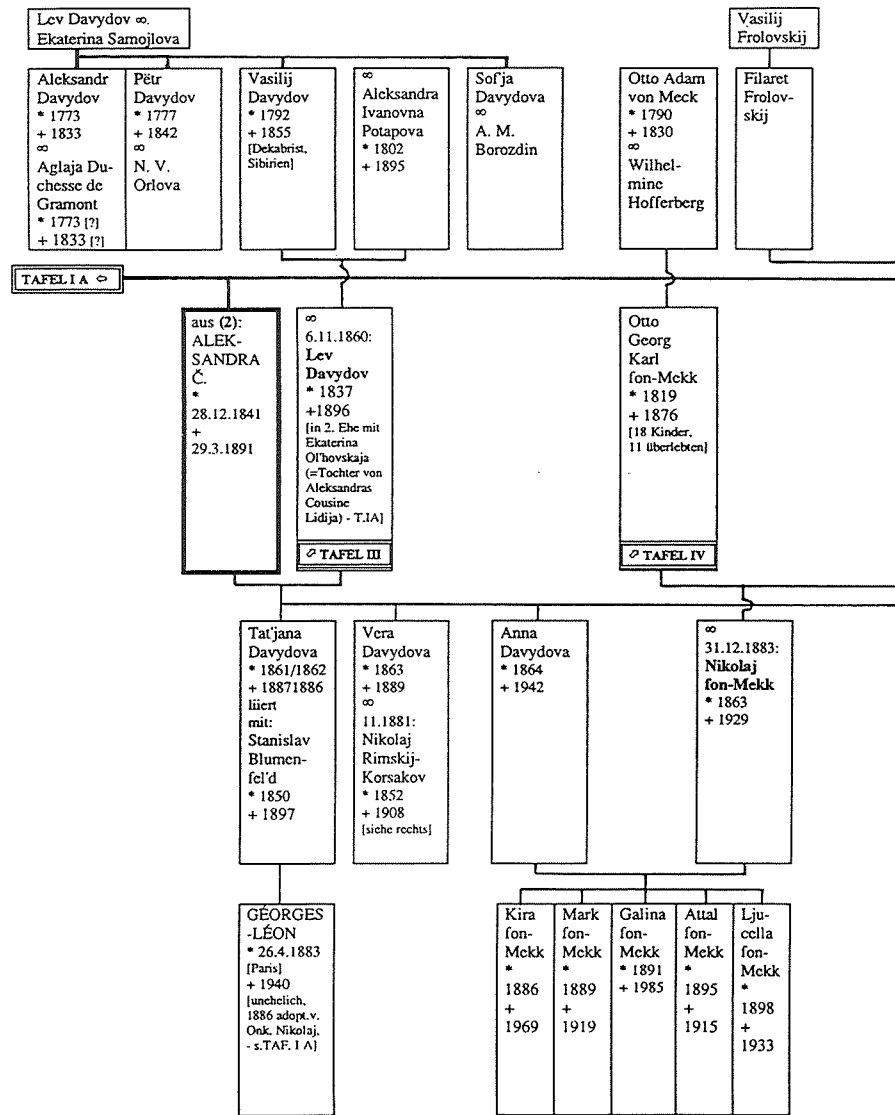 Lev Davydov ∞
Ekaterina Samojlova
Vasilij
Frolovskij
Aleksandr
Davydov
* 1773
+ 1833
∞
Aglaja Du-
chesse de
Gramont
* 1773 [?]
+ 1833 [?]
Pëtr
Davydov
* 1777
+ 1842
∞
N. V.
Orlova
Vasilij
Davydov
* 1792
+ 1855
[Dekabrist,
Sibirien]
∞
Aleksandra
Ivanovna
Potapova
* 1802
+ 1895
Sof'ja
Davydova
∞
A. M.
Borozdin
Otto Adam
von Meck
* 1790
+ 1830
∞
Wilhel-
mine
Hofferberg
Filaret
Frolov-
skij
TAFEL I A ⇦
aus (2):
ALEK-
SANDRA
Č.
*
28.12.1841
+
29.3.1891
∞
6.11.1860:
Lev
Davydov
* 1837
+1896
[in 2. Ehe mit
Ekaterina
Ol'hovskaja
(=Tochter von
Aleksandras
Cousine
Lidija) - T.IA]
⬀ TAFEL III
Otto
Georg
Karl
fon-Mekk
* 1819
+ 1876
[18 Kinder,
11 überlebten]
⬀ TAFEL IV
Tat'jana
Davydova
* 1861/1862
+ 18871886
liiert
mit:
Stanislav
Blumen-
fel'd
* 1850
+ 1897
Vera
Davydova
* 1863
+ 1889
∞
11.1881:
Nikolaj
Rimskij-
Korsakov
* 1852
+ 1908
[siehe rechts]
Anna
Davydova
* 1864
+ 1942
∞
31.12.1883:
Nikolaj
fon-Mekk
* 1863
+ 1929
GÉORGES
-LÉON
* 26.4.1883
[Paris]
+ 1940
[unehelich,
1886 adopt.v.
Onk. Nikolaj,
- s.TAF. I A]
Kira
fon-
Mekk
*
1886
+
1969
Mark
fon-
Mekk
*
1889
+
1919
Galina
fon-
Mekk
* 1891
+ 1985
Attal
fon-
Mekk
*
1895
+
1915
Lju-
cella
fon-
Mekk
*
1898
+
1933